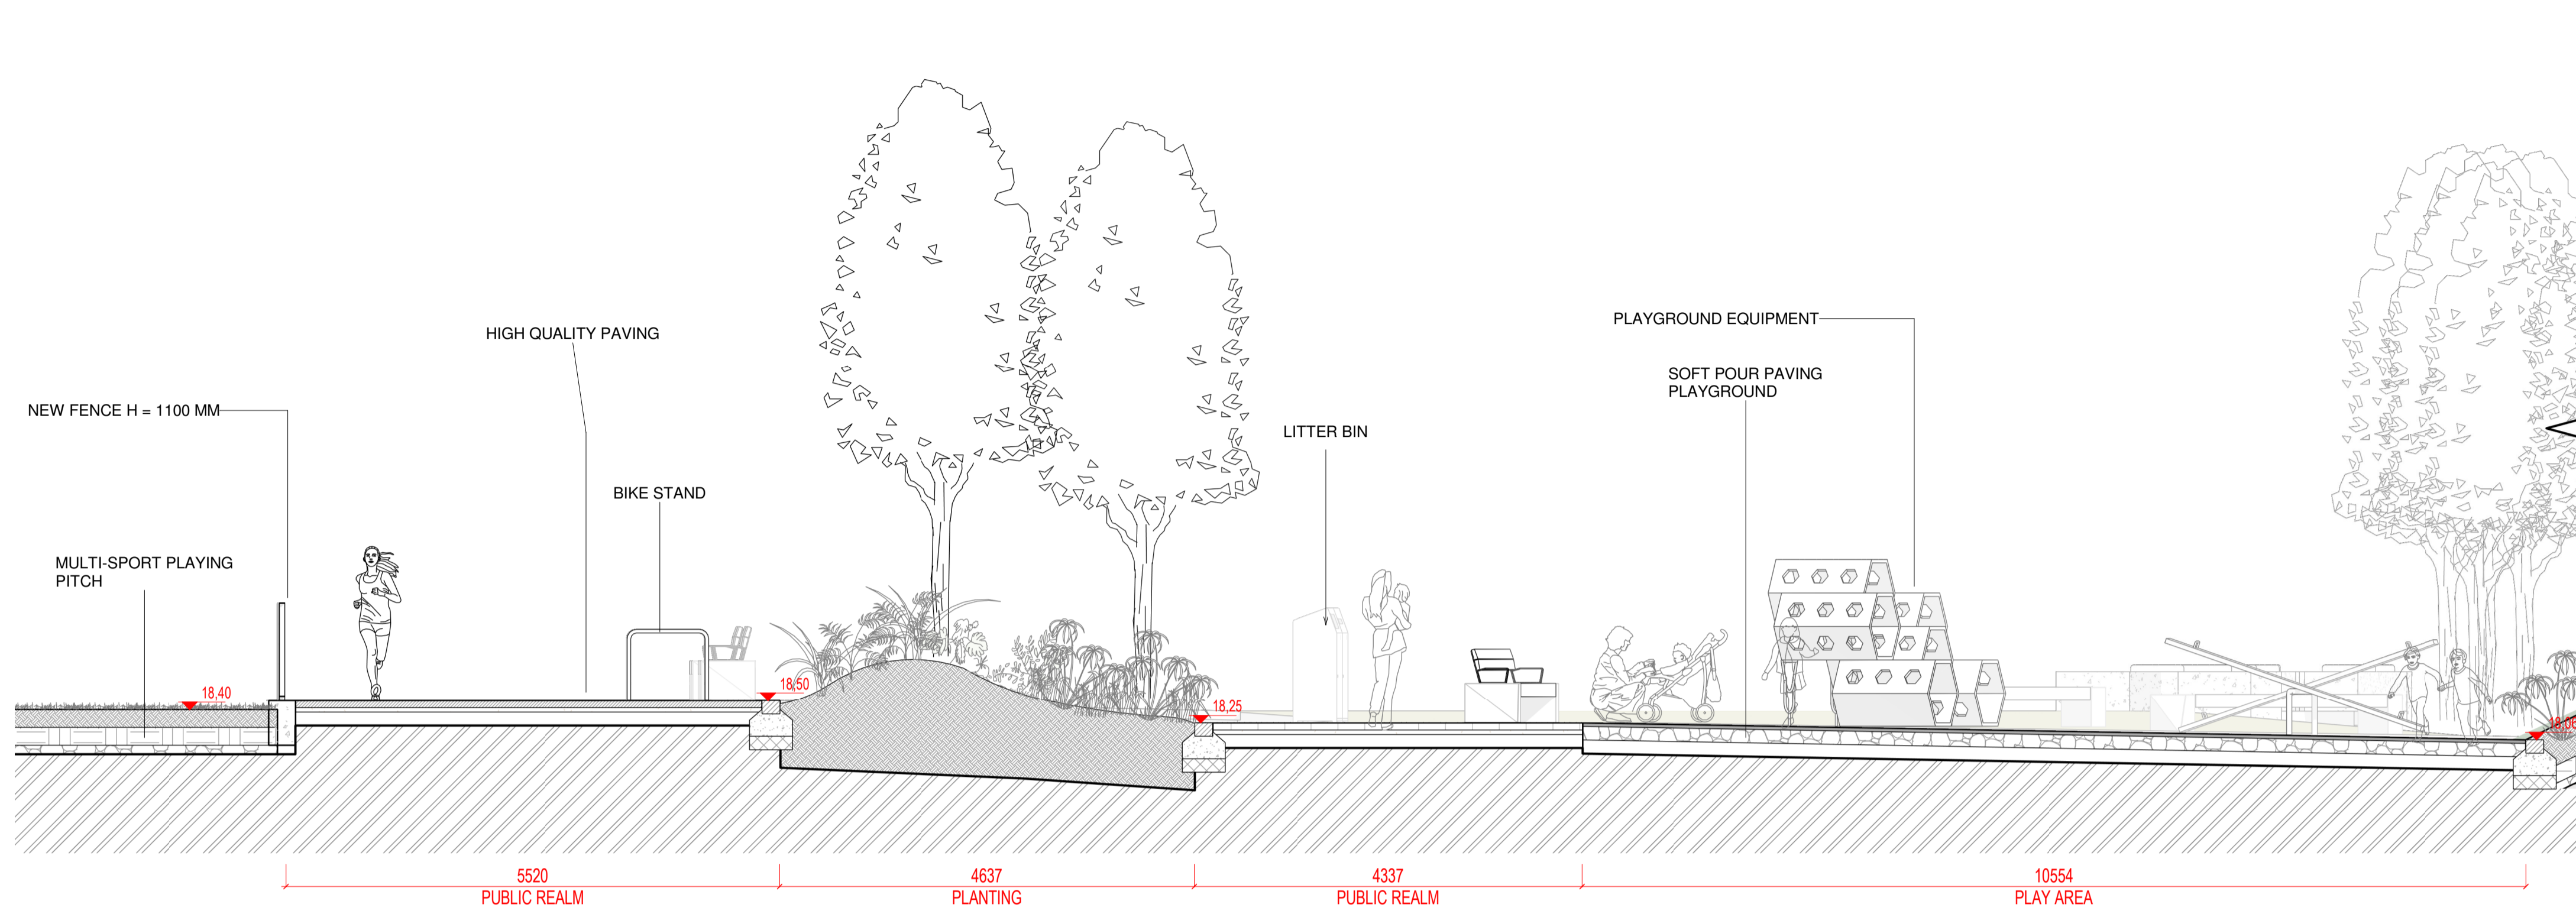 HIGH QUALITY PAVING
NEW FENCE H = 1100 MM
BIKE STAND
MULTI-SPORT PLAYING
PITCH
LITTER BIN
PLAYGROUND EQUIPMENT
SOFT POUR PAVING
PLAYGROUND
18,40
18,50
18,25
5520
PUBLIC REALM
4637
PLANTING
4337
PUBLIC REALM
10554
PLAY AREA